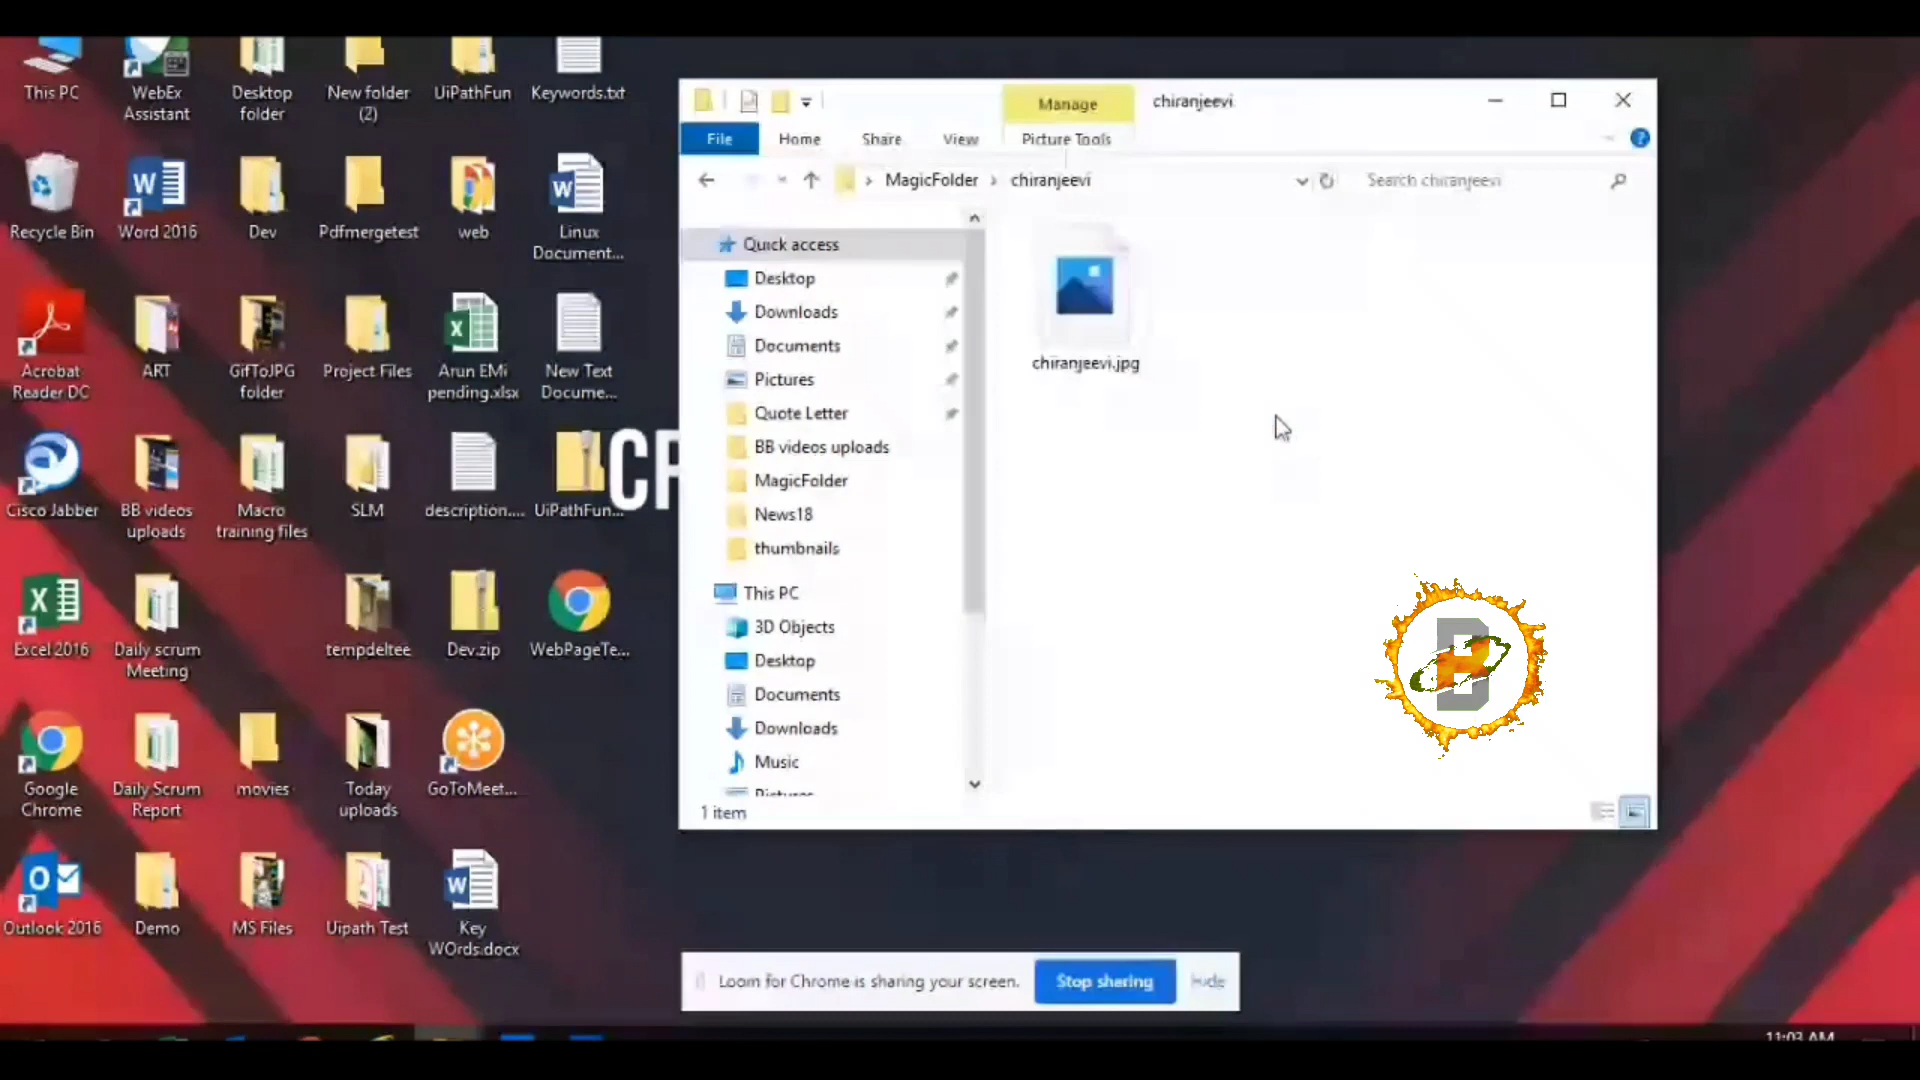 This PC
WebEx
Assistant
Desktop
folder
New folder
(2)
UiPathFun
Keywords.txt
Recycle Bin
Word 2016
Dev
Pdfmergetest
web
Linux
Document...
Acrobat
Reader DC
ART
GifToJPG
folder
Project Files
Arun EMi
pending.xlsx
New Text
Docume...
Cisco Jabber
BB videos
uploads
Macro
training files
SLM
description....
UiPathFun...
Excel 2016
Daily scrum
Meeting
tempdeltee
Dev.zip
WebPageTe...
Google
Chrome
Daily Scrum
Report
movies
Today
uploads
GoToMeet...
Outlook 2016
Demo
MS Files
Uipath Test
Key
WOrds.docx
Manage
chiranjeevi
File
Home
Share
View
Picture Tools
MagicFolder
chiranjeevi
Search chiranjeevi
Quick access
Desktop
Downloads
Documents
Pictures
Quote Letter
BB videos uploads
MagicFolder
News18
thumbnails
This PC
3D Objects
Desktop
Documents
Downloads
Music
Pictures
chiranjeevi.jpg
1 item
B
Loom for Chrome is sharing your screen.
Stop sharing
Hide
11:03 AM